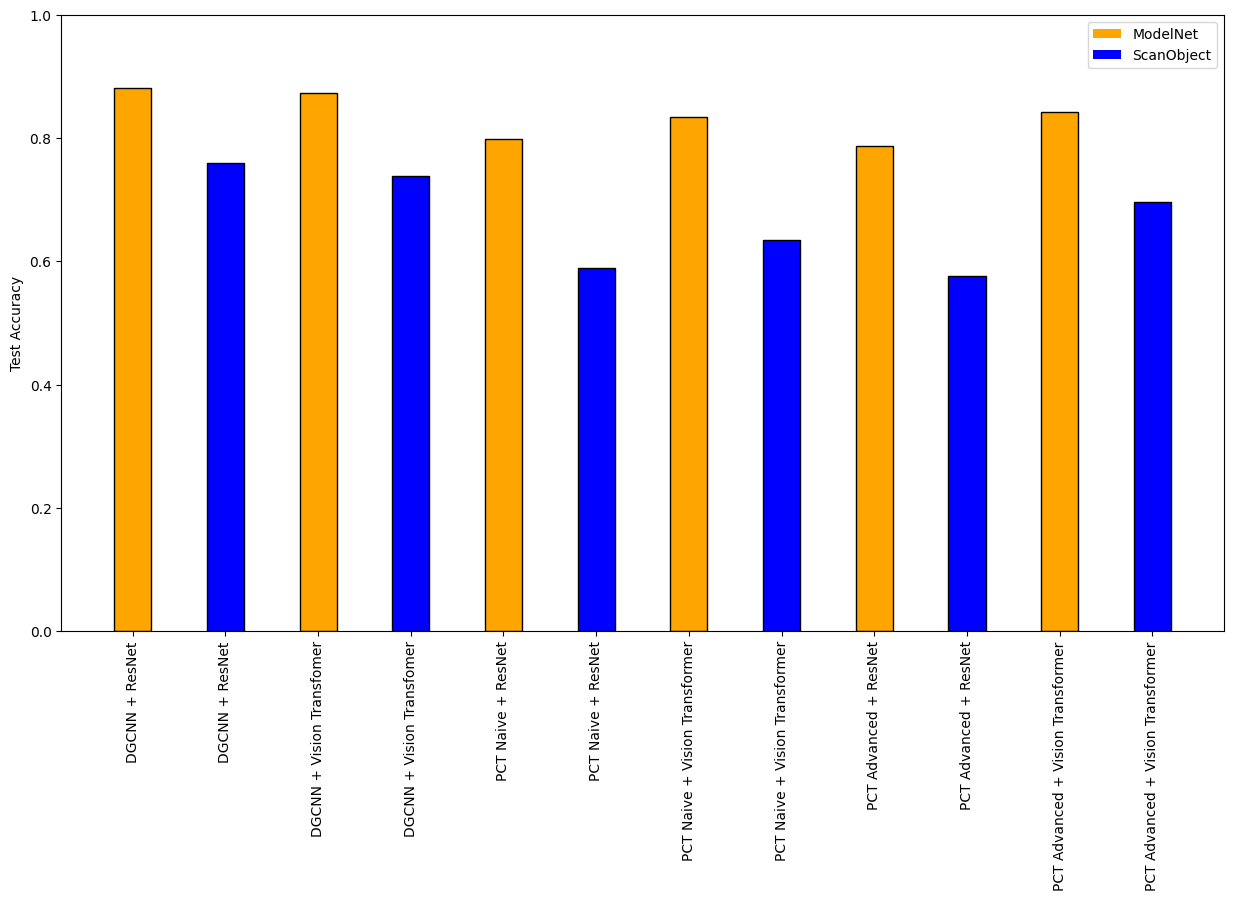 1.0
0.8
0.6
0.4
0.2
0.0
Test Accuracy
ModelNet
ScanObject
DGCNN + ResNet
DGCNN + ResNet
DGCNN + Vision Transfomer
DGCNN + Vision Transfomer
PCT Naive + ResNet
PCT Naive + ResNet
PCT Naive + Vision Transformer
PCT Naive + Vision Transformer
PCT Advanced + ResNet
PCT Advanced + ResNet
PCT Advanced + Vision Transformer
PCT Advanced + Vision Transformer